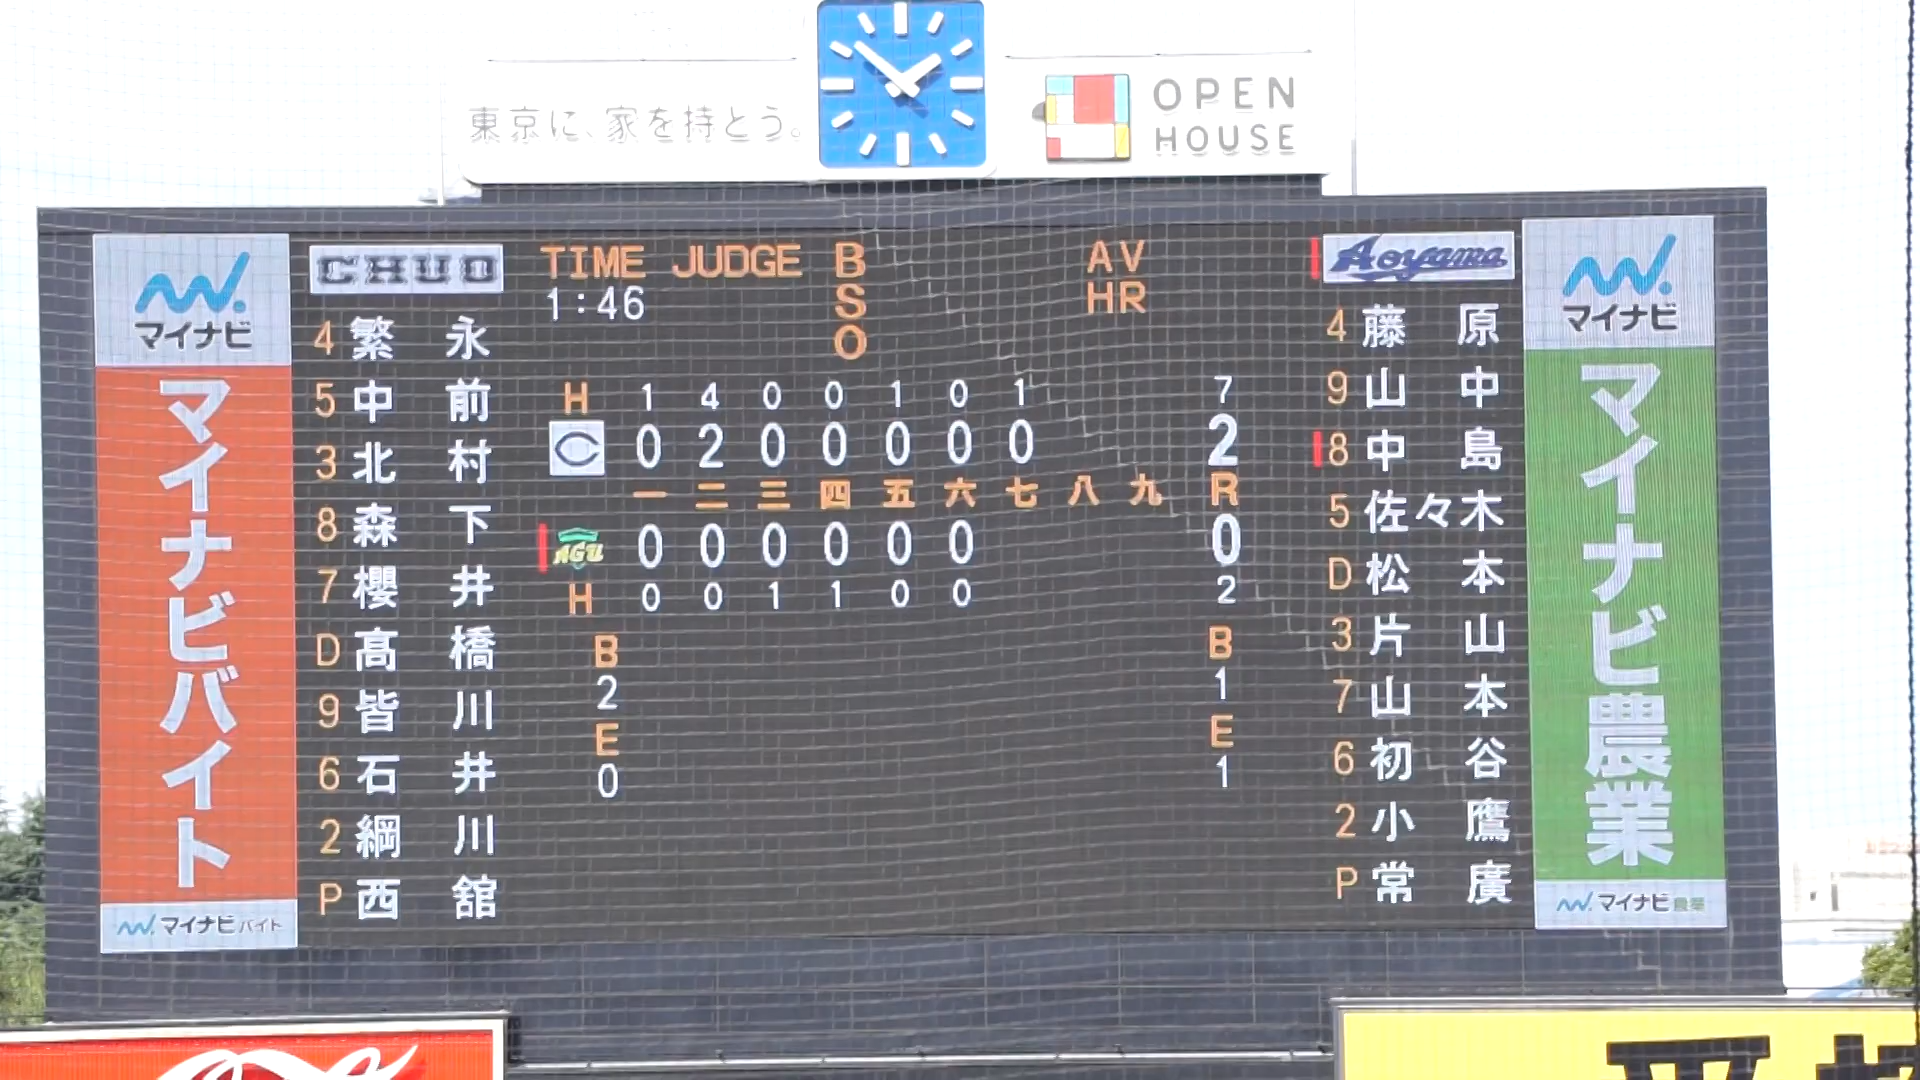 東京に、家を持とう。
OPEN
HOUSE
マイナビ
マイナビバイト
マイナビバイト
CHUO
4 繁永
5 中前
3 北村
8 森下
7 櫻井
D 髙橋
9 皆川
6 石井
2 綱川
P 西舘
TIME JUDGE B
1:46 S
O
AV
HR
H 1 4 0 0 1 0 1 7
C 0 2 0 0 0 0 0 2
一 二 三 四 五 六 七 八 九 R
AGU 0 0 0 0 0 0 0
H 0 0 1 1 0 0 2
B B
2 1
E E
0 1
Aoyama
4 藤原
9 山中
8 中島
5 佐々木
D 松本
3 片山
7 山本
6 初谷
2 小鷹
P 常廣
マイナビ
マイナビ農業
マイナビ農業